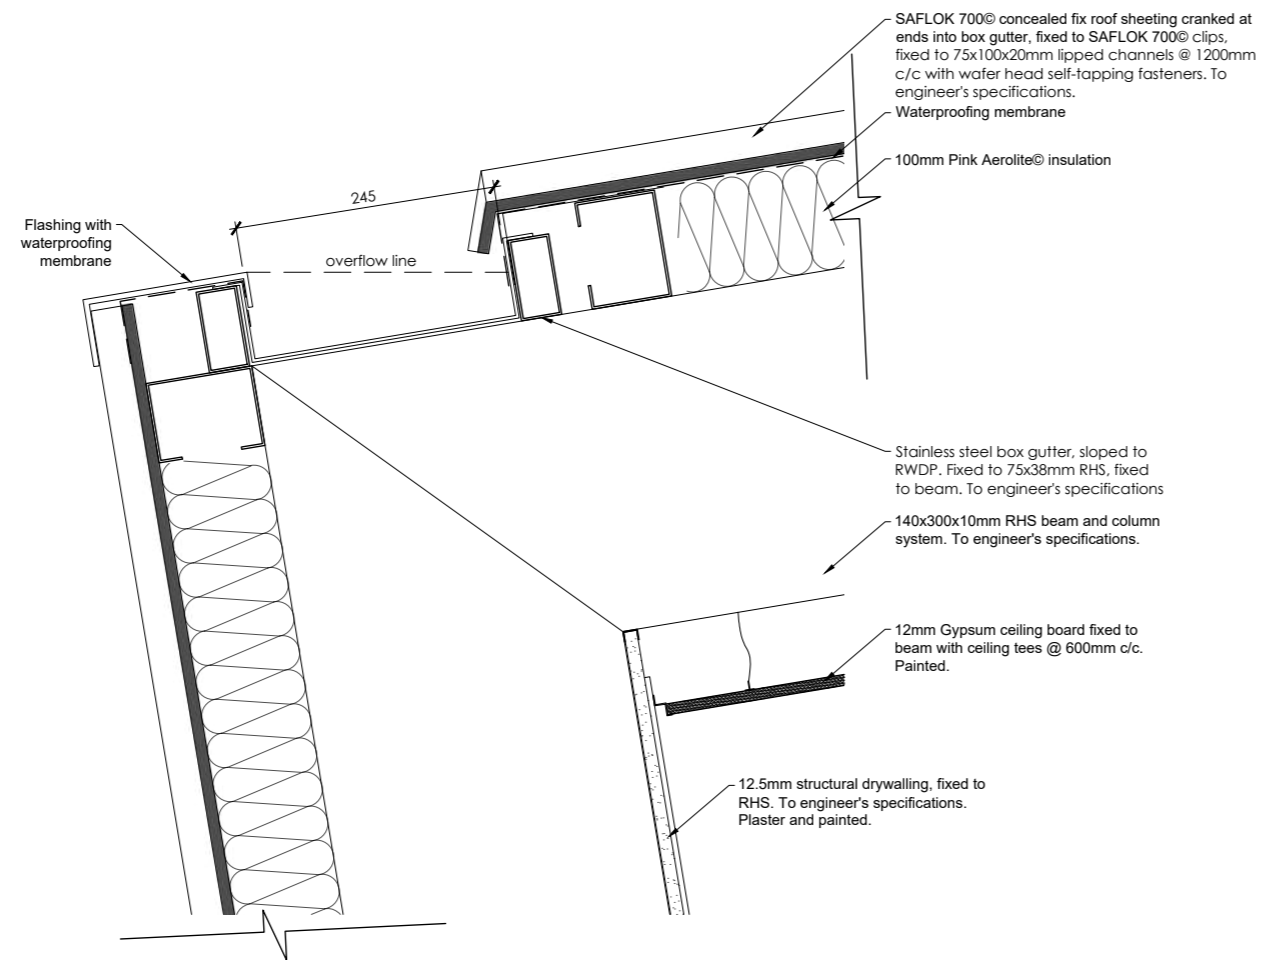 SAFLOK 700© concealed fix roof sheeting cranked at
ends into box gutter, fixed to SAFLOK 700© clips,
fixed to 75x100x20mm lipped channels @ 1200mm
c/c with wafer head self-tapping fasteners. To
engineer's specifications.
Waterproofing membrane
100mm Pink Aerolite© insulation
245
Flashing with
waterproofing
membrane
overflow line
Stainless steel box gutter, sloped to
RWDP. Fixed to 75x38mm RHS, fixed
to beam. To engineer's specifications
140x300x10mm RHS beam and column
system. To engineer's specifications.
12mm Gypsum ceiling board fixed to
beam with ceiling tees @ 600mm c/c.
Painted.
12.5mm structural drywalling, fixed to
RHS. To engineer's specifications.
Plaster and painted.